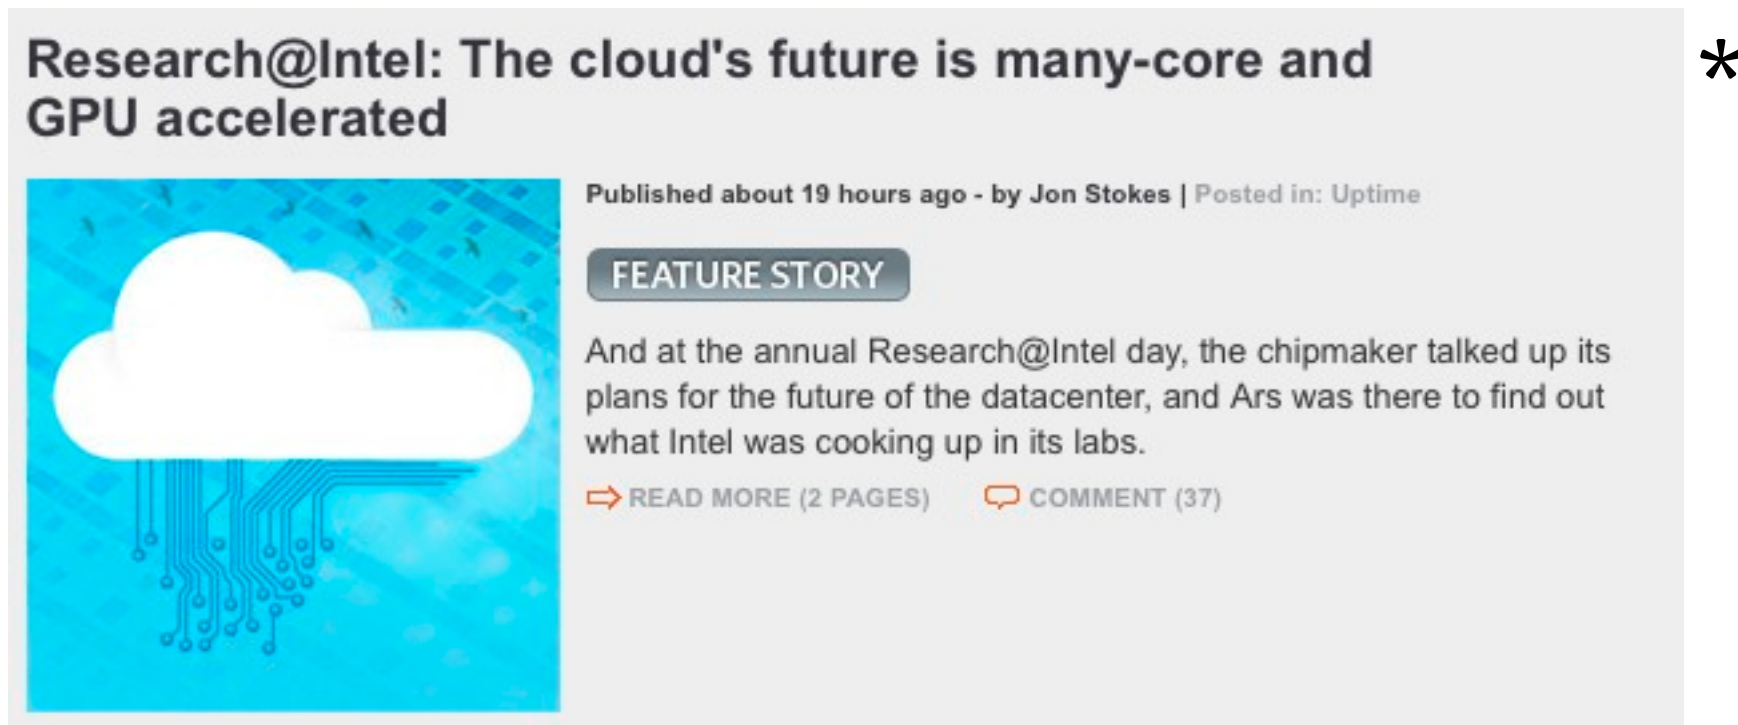 Research@Intel: The cloud's future is many-core and
GPU accelerated
*
Published about 19 hours ago - by Jon Stokes | Posted in: Uptime
FEATURE STORY
And at the annual Research@Intel day, the chipmaker talked up its
plans for the future of the datacenter, and Ars was there to find out
what Intel was cooking up in its labs.
READ MORE (2 PAGES) COMMENT (37)